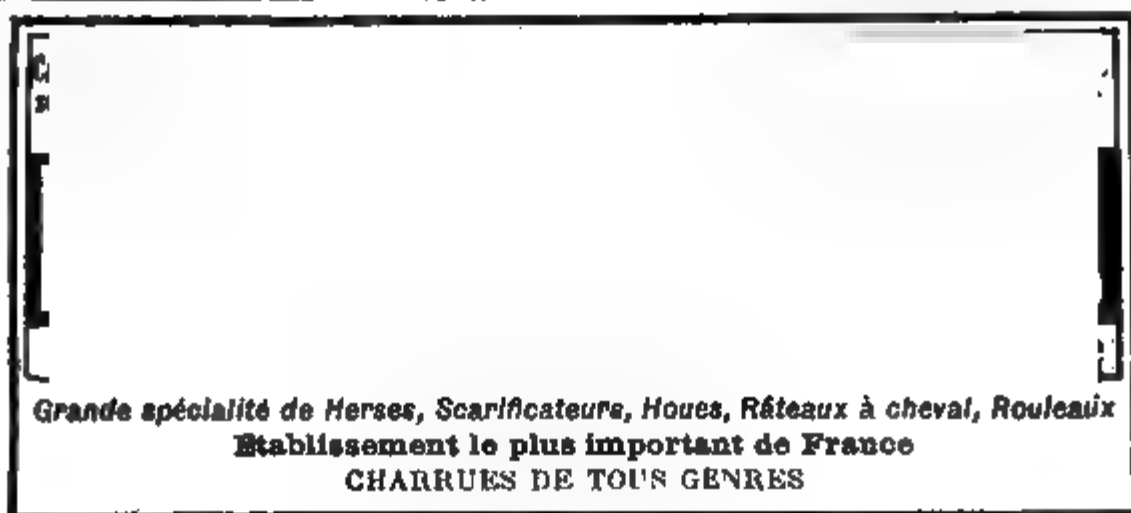 Grande spécialité de Herses, Scarificateurs, Houes, Râteaux à cheval, Rouleaux
Etablissement le plus important de France
CHARRUES DE TOUS GENRES